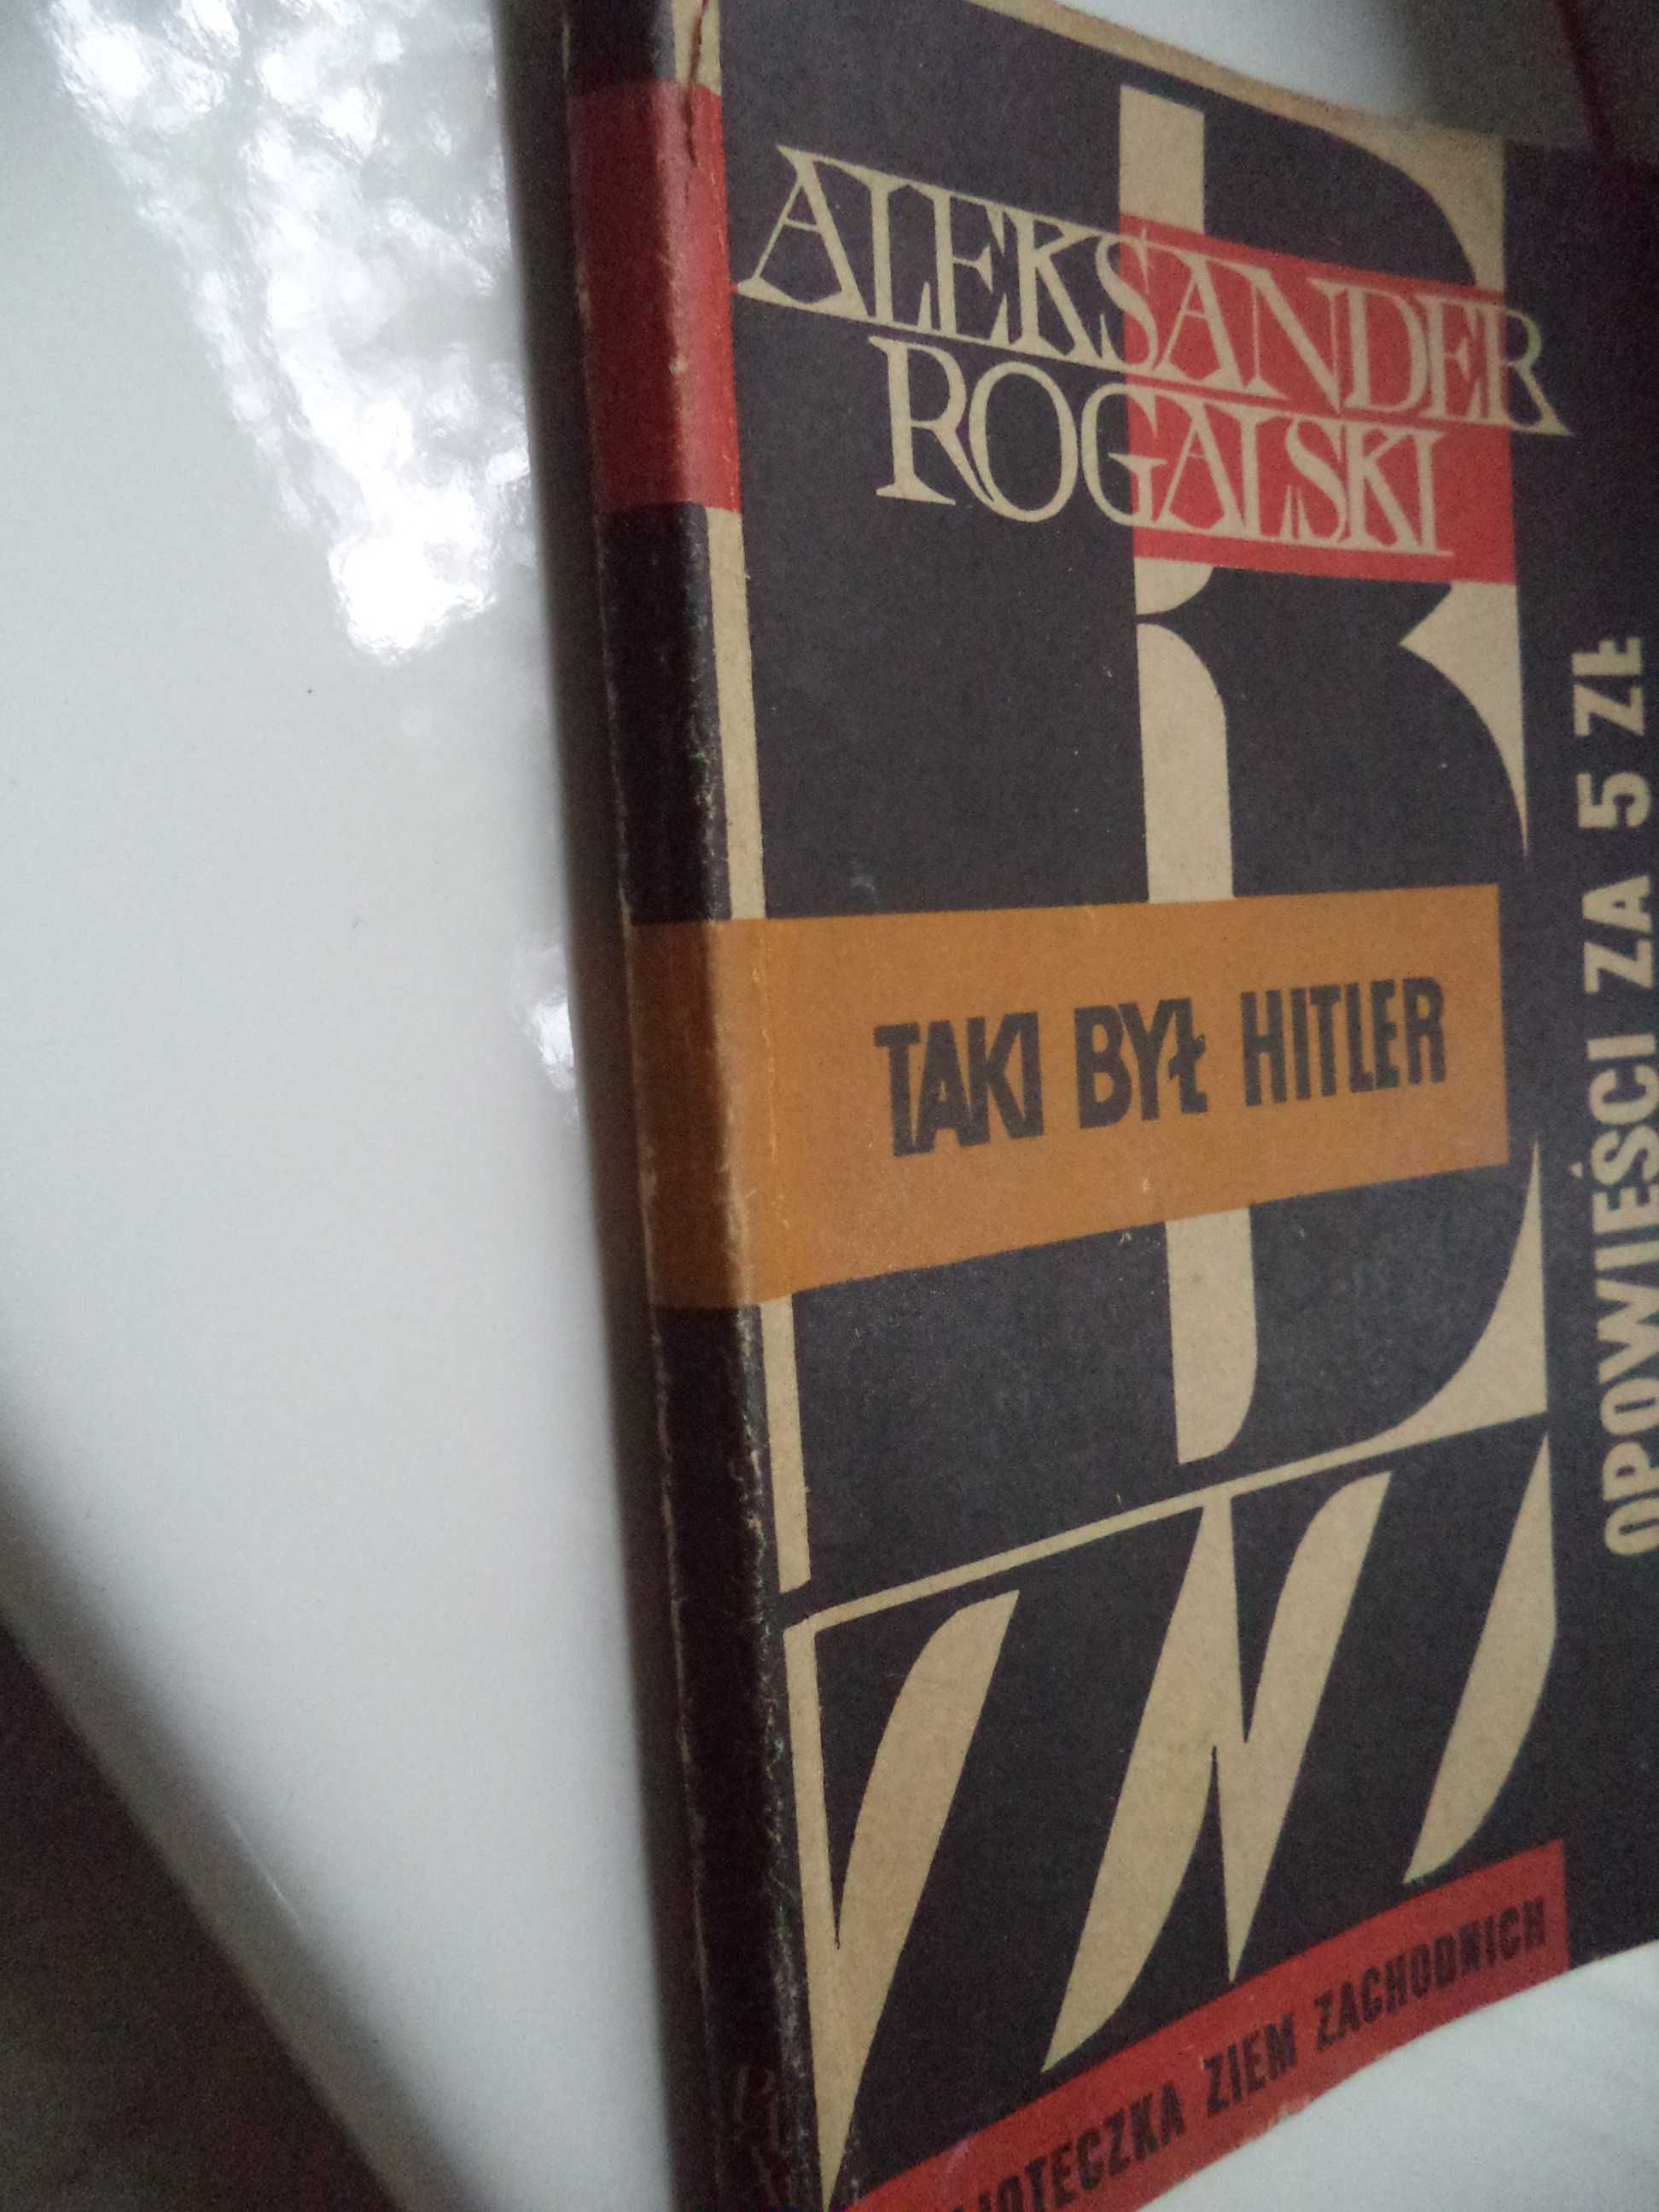 ALEKSANDER
ROGALSKI
TAKI BYŁ HITLER
OPOWIEŚCI ZA 5 ZŁ
ZIEM ZACHODNICH